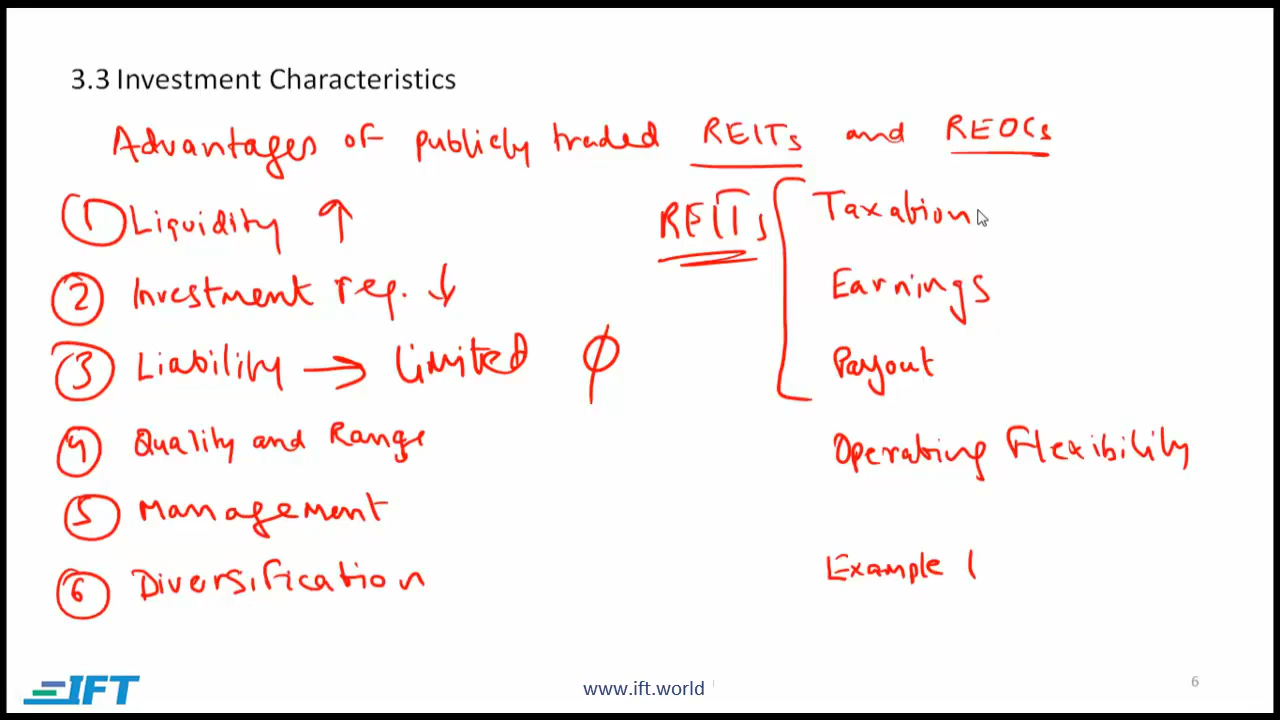 3.3 Investment Characteristics
Advantages of publicly traded REITs and REOCs
① Liquidity ↑
② Investment req. ↓
③ Liability → limited φ
④ Quality and Range
⑤ Management
⑥ Diversification
REITs
Taxation
Earnings
Payout
Operating Flexibility
Example 1
IFT
www.ift.world
6